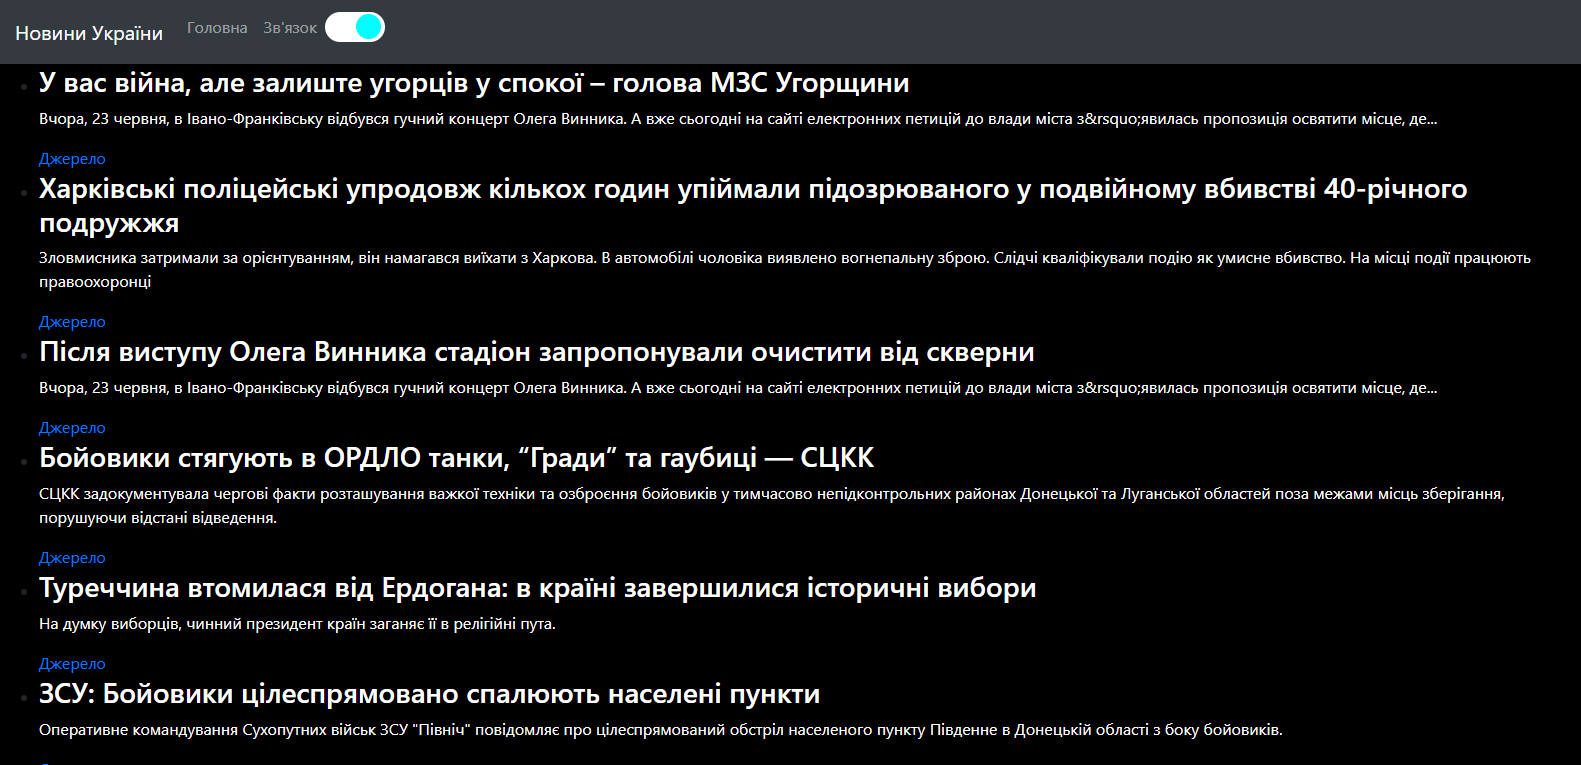 Новини України Головна Зв'язок
У вас війна, але залиште угорців у спокої – голова МЗС Угорщини
Вчора, 23 червня, в Івано-Франківську відбувся гучний концерт Олега Винника. А вже сьогодні на сайті електронних петицій до влади міста з&rsquo;явилась пропозиція освятити місце, де...
Джерело
Харківські поліцейські упродовж кількох годин упіймали підозрюваного у подвійному вбивстві 40-річного
подружжя
Зловмисника затримали за орієнтуванням, він намагався виїхати з Харкова. В автомобілі чоловіка виявлено вогнепальну зброю. Слідчі кваліфікували подію як умисне вбивство. На місці події працюють
правоохоронці
Джерело
Після виступу Олега Винника стадіон запропонували очистити від скверни
Вчора, 23 червня, в Івано-Франківську відбувся гучний концерт Олега Винника. А вже сьогодні на сайті електронних петицій до влади міста з&rsquo;явилась пропозиція освятити місце, де...
Джерело
Бойовики стягують в ОРДЛО танки, “Гради” та гаубиці — СЦКК
СЦКК задокументувала чергові факти розташування важкої техніки та озброєння бойовиків у тимчасово непідконтрольних районах Донецької та Луганської областей поза межами місць зберігання,
порушуючи відстані відведення.
Джерело
Туреччина втомилася від Ердогана: в країні завершилися історичні вибори
На думку виборців, чинний президент країн заганяє її в релігійні пута.
Джерело
ЗСУ: Бойовики цілеспрямовано спалюють населені пункти
Оперативне командування Сухопутних військ ЗСУ "Північ" повідомляє про цілеспрямований обстріл населеного пункту Південне в Донецькій області з боку бойовиків.